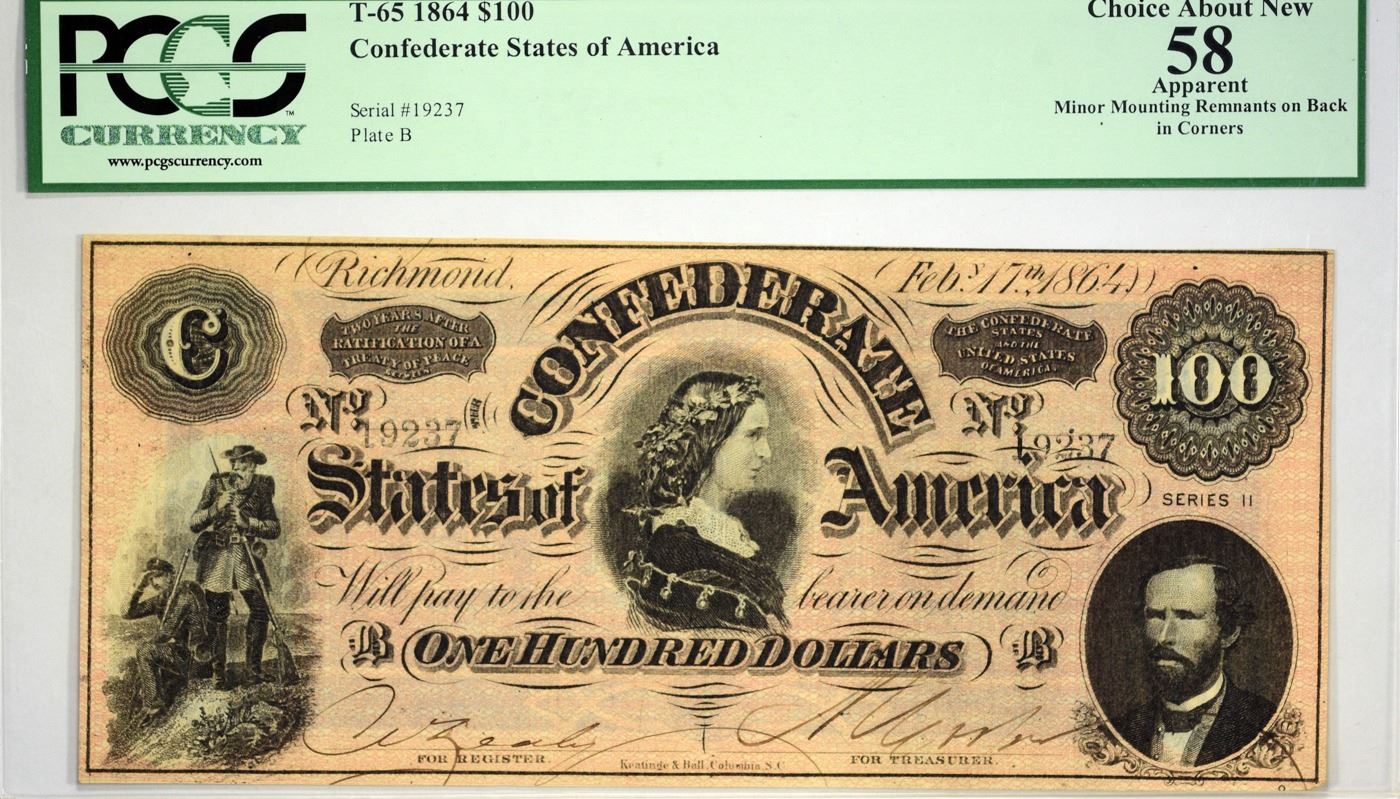 PCGS™
CURRENCY
www.pcgscurrency.com
T-65 1864 $100
Confederate States of America
Serial #19237
Plate B
Choice About New
58
Apparent
Minor Mounting Remnants on Back
in Corners
Richmond,
Feb.y 17th, 1864
C
TWO YEARS AFTER
THE
RATIFICATION OF A
TREATY OF PEACE
BETWEEN
THE CONFEDERATE
STATES
AND THE
UNITED STATES
OF AMERICA.
100
CONFEDERATE
No 19237
No 19237
States of America
SERIES II
Will pay to the bearer on demand
B ONE HUNDRED DOLLARS B
FOR REGISTER.
Keatinge & Ball, Columbia, S.C.
FOR TREASURER.